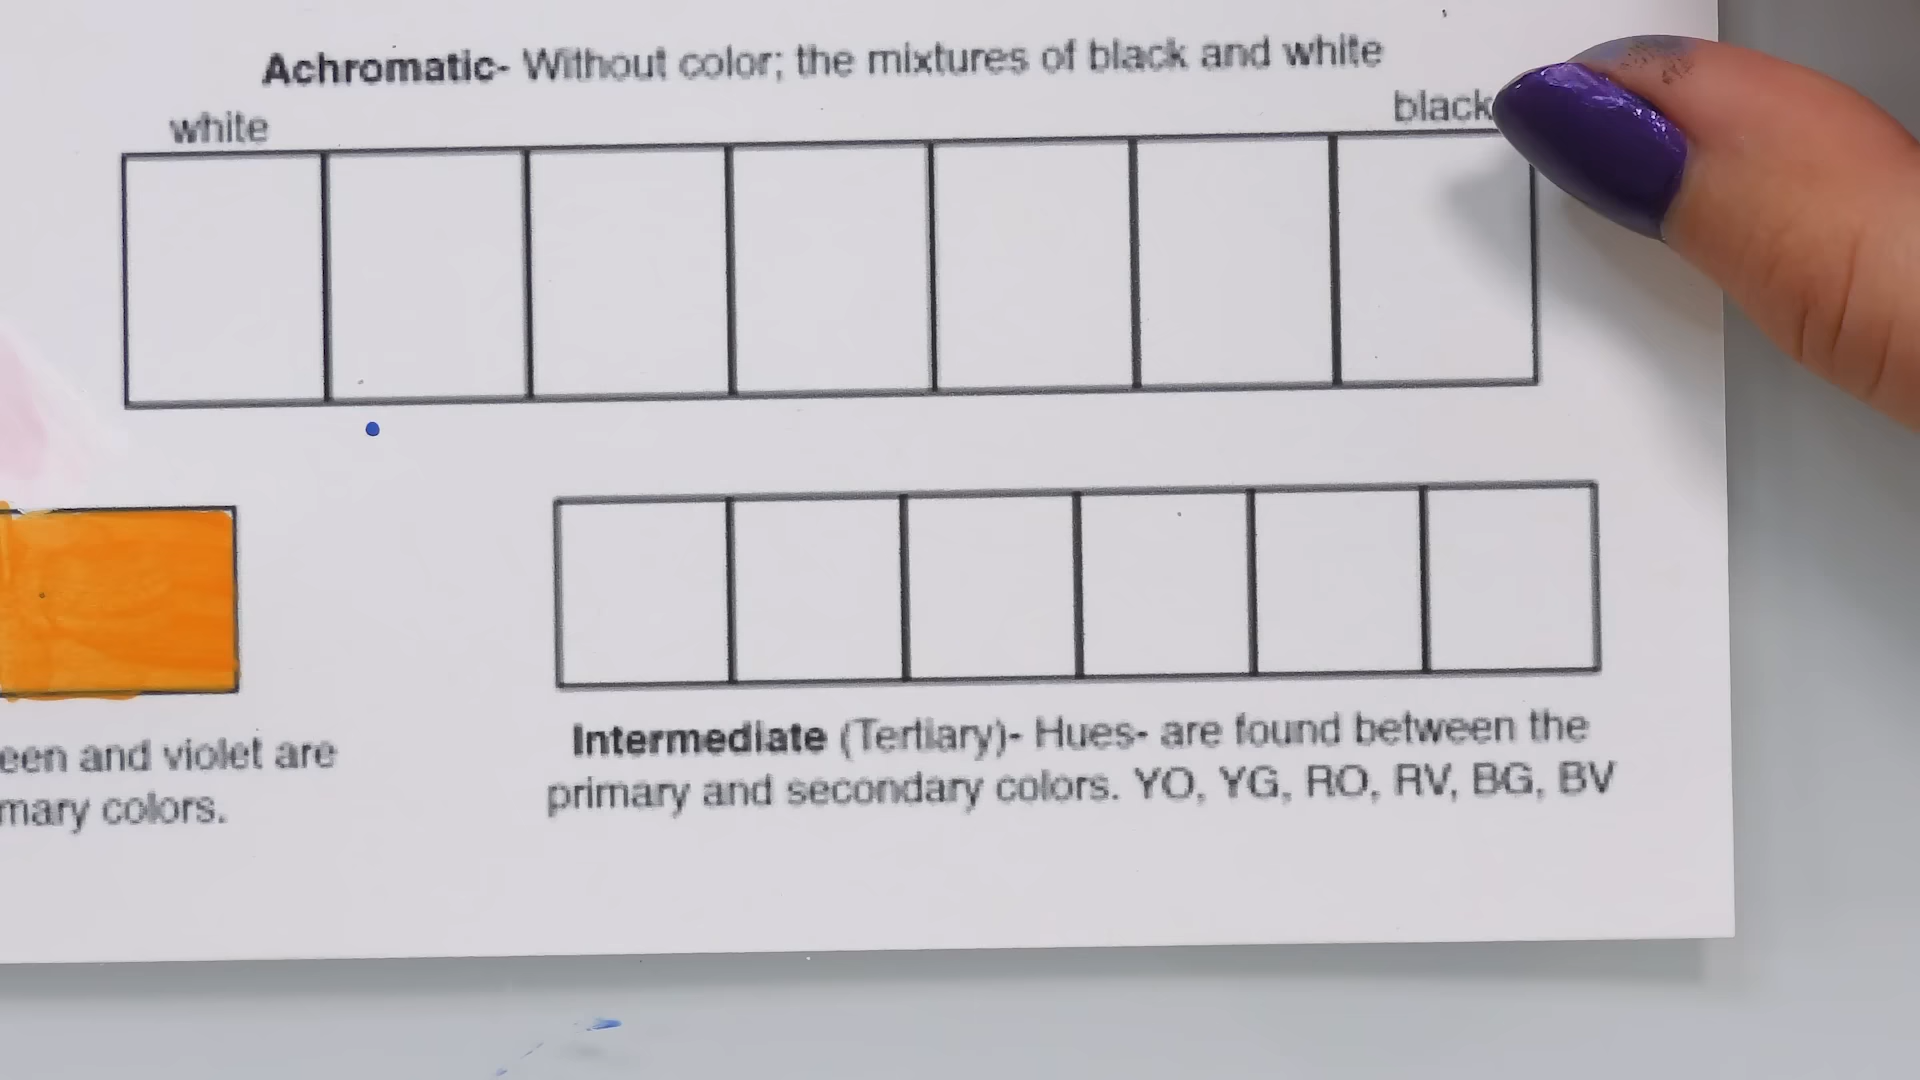 Achromatic- Without color; the mixtures of black and white
white
black
een and violet are
mary colors.
Intermediate (Tertiary)- Hues- are found between the
primary and secondary colors. YO, YG, RO, RV, BG, BV